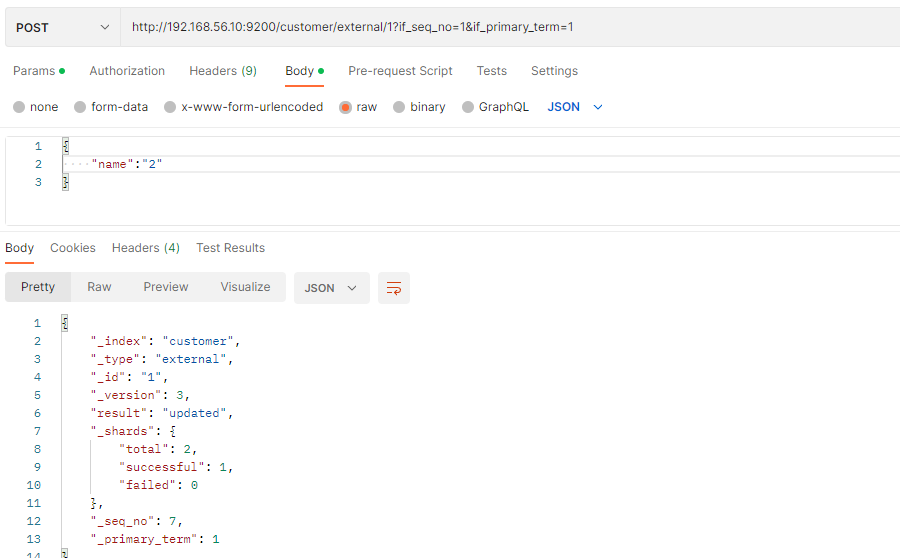 POST http://192.168.56.10:9200/customer/external/1?if_seq_no=1&if_primary_term=1
Params Authorization Headers (9) Body Pre-request Script Tests Settings
none form-data x-www-form-urlencoded raw binary GraphQL JSON
1 {
2 ····"name":"2"
3 }
Body Cookies Headers (4) Test Results
Pretty Raw Preview Visualize JSON
1 {
2 "_index": "customer",
3 "_type": "external",
4 "_id": "1",
5 "_version": 3,
6 "result": "updated",
7 "_shards": {
8 "total": 2,
9 "successful": 1,
10 "failed": 0
11 },
12 "_seq_no": 7,
13 "_primary_term": 1
14 }